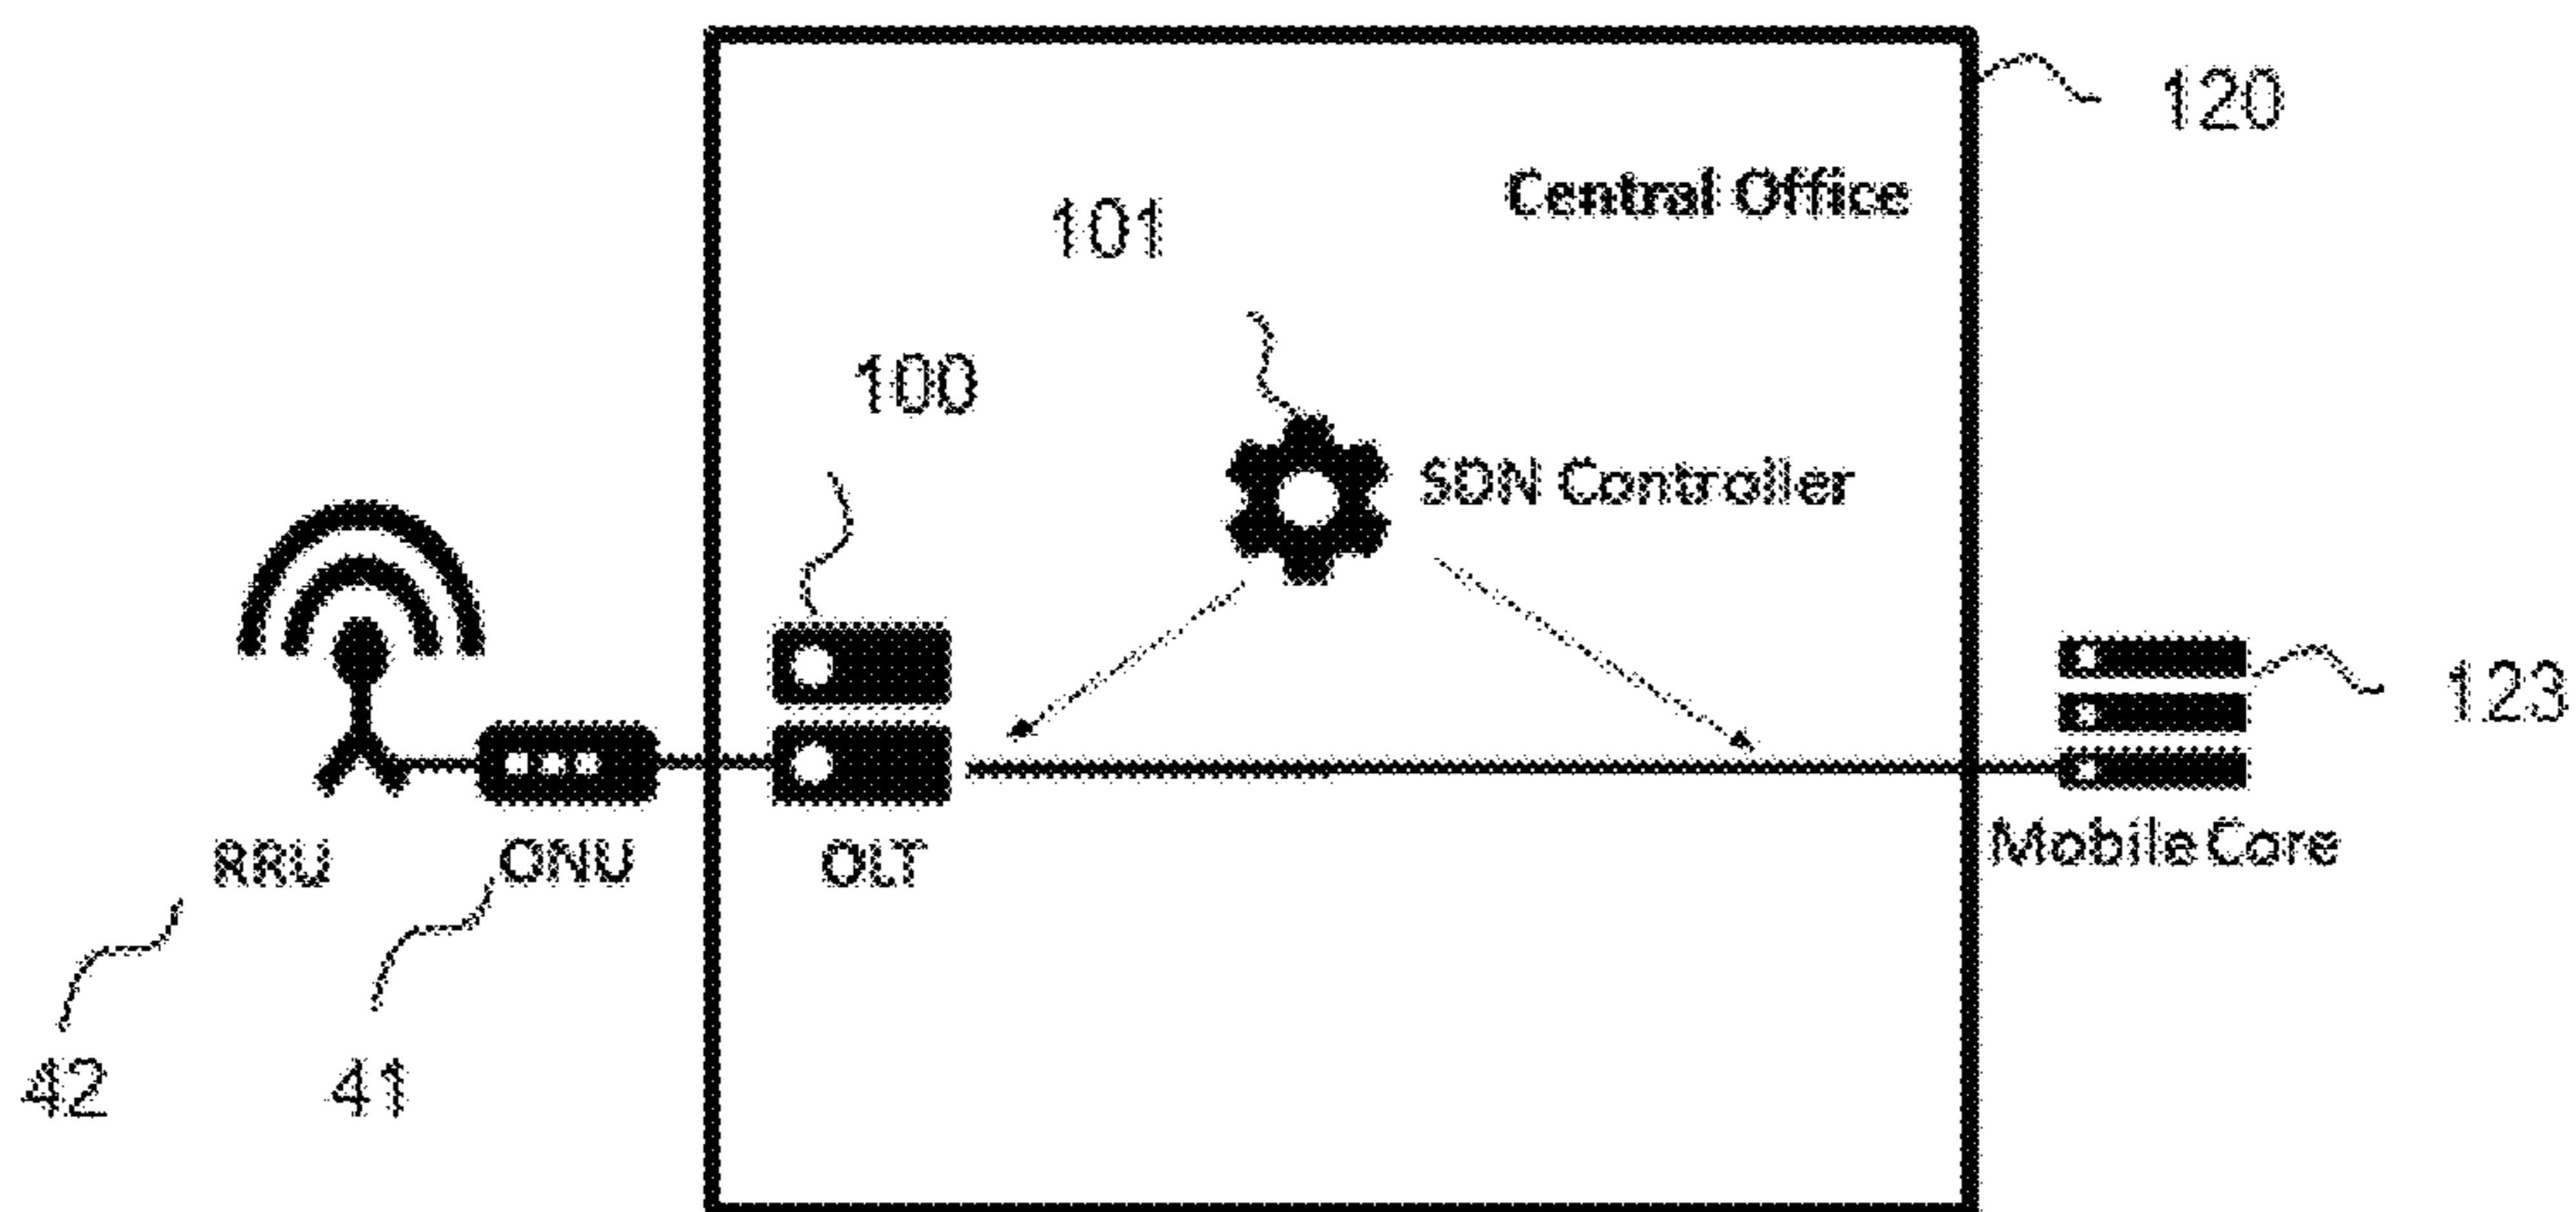 120
Central Office
101
100
SDN Controller
123
RRU
ONU
OLT
Mobile Core
42
41